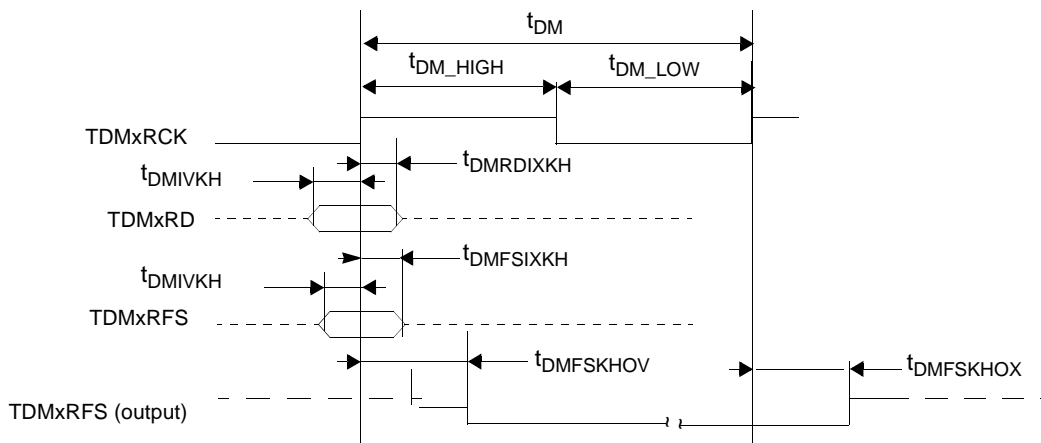 tDM
tDM_HIGH
tDM_LOW
TDMxRCK
tDMRDIXKH
tDMIVKH
TDMxRD
tDMFSIXKH
tDMIVKH
TDMxRFS
tDMFSKHOV
tDMFSKHOX
TDMxRFS (output)